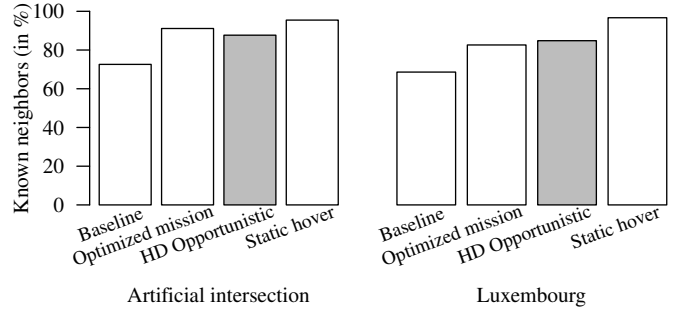 Known neighbors (in %)
100
80
60
40
20
0
Baseline
Optimized mission
HD Opportunistic
Static hover
Artificial intersection
Baseline
Optimized mission
HD Opportunistic
Static hover
Luxembourg